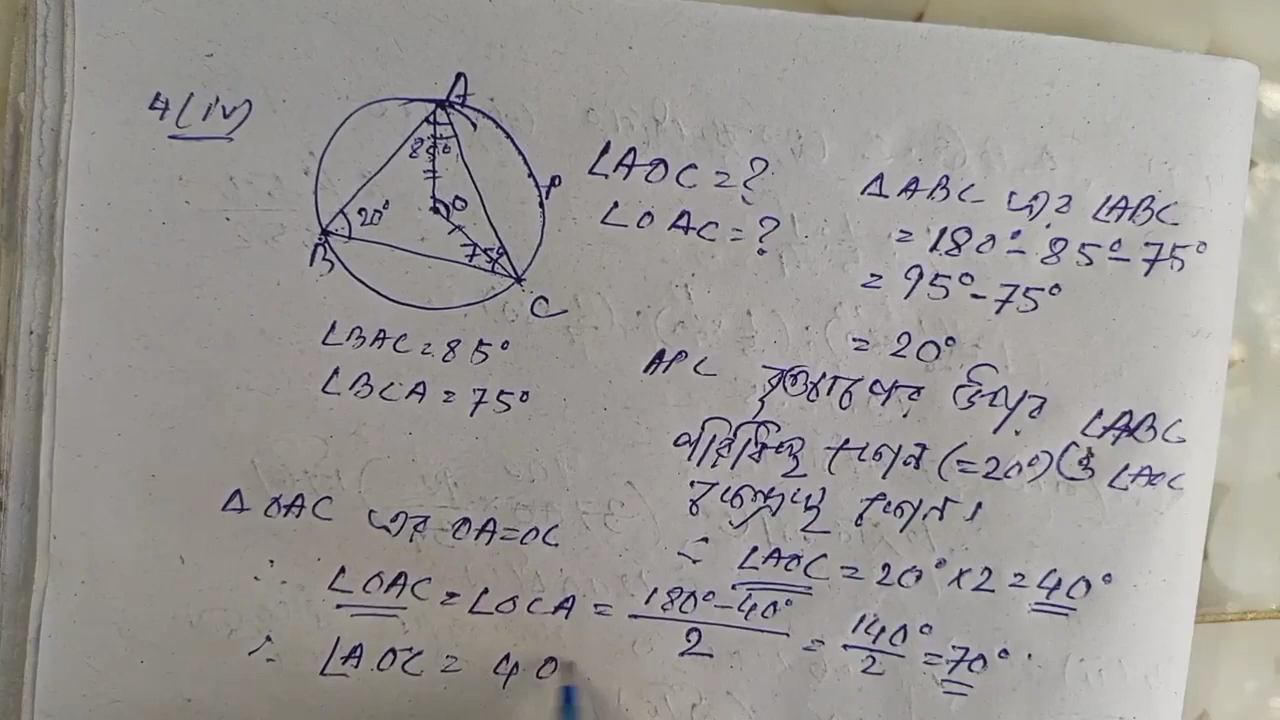 4(iv)
A
85°
P
O
20°
B
75°
C
∠AOC = ?
∠OAC = ?
∠BAC = 85°
∠BCA = 75°
△ABC এর ∠ABC
= 180° - 85° - 75°
= 95° - 75°
= 20°
APC বৃত্তচাপের উপর ∠ABC
পরিধিস্থ কোণ (=20°) ও ∠AOC
কেন্দ্রস্থ কোণ।
∴ ∠AOC = 20° × 2 = 40°
△OAC এর OA = OC
∴ ∠OAC = ∠OCA = (180° - 40°)/2 = 140°/2 = 70°
∴ ∠AOC = 40